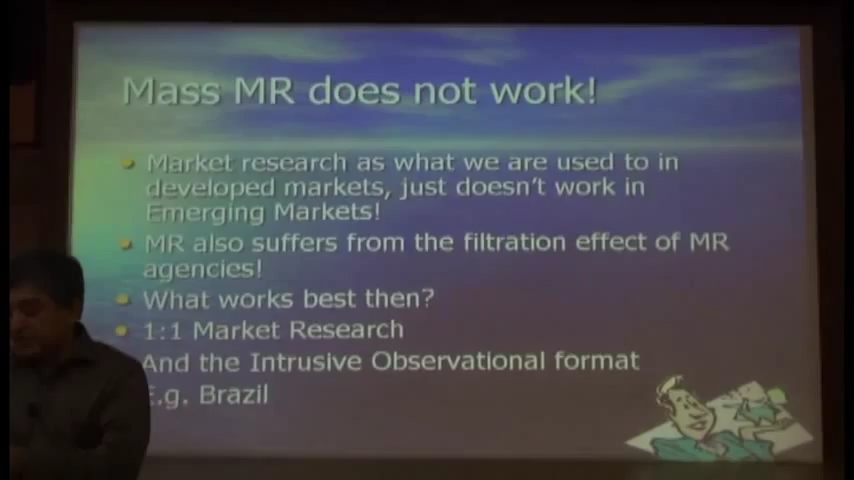 Mass MR does not work!
Market research as what we are used to in
developed markets, just doesn't work in
Emerging Markets!
MR also suffers from the filtration effect of MR
agencies!
What works best then?
1:1 Market Research
And the Intrusive Observational format
E.g. Brazil